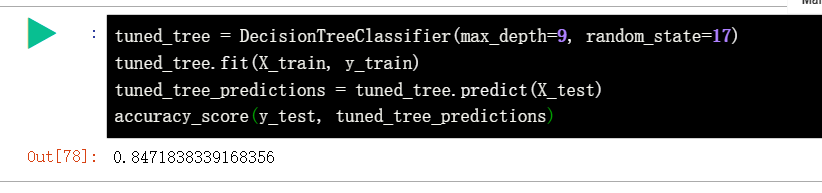 Mar
:
tuned_tree = DecisionTreeClassifier(max_depth=9, random_state=17)
tuned_tree.fit(X_train, y_train)
tuned_tree_predictions = tuned_tree.predict(X_test)
accuracy_score(y_test, tuned_tree_predictions)
Out[78]: 0.8471838339168356